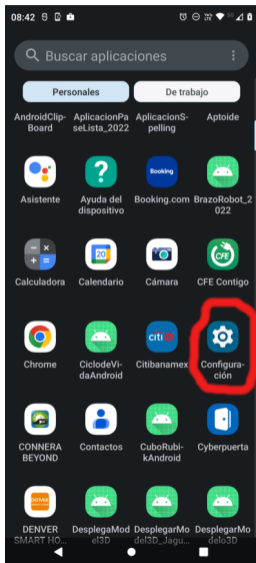 08:42
Buscar aplicaciones
Personales
De trabajo
AndroidClip-
Board
AplicacionPa
seLista_2022
AplicacionS-
pelling
Aptoide
Asistente
Ayuda del
dispositivo
Booking
Booking.com
BrazoRobot_2
022
20
CFE
Calculadora
Calendario
Cámara
CFE Contigo
citi
Chrome
CiclodeVi-
daAndroid
Citibanamex
Configura-
ción
CONNERA
BEYOND
Contactos
CuboRubi-
kAndroid
Cyberpuerta
DENVER
DENVER
SMART HO...
DesplegaMod
el3D
DesplegarMo
del3D_Jagu...
DesplegarMo
delo3D